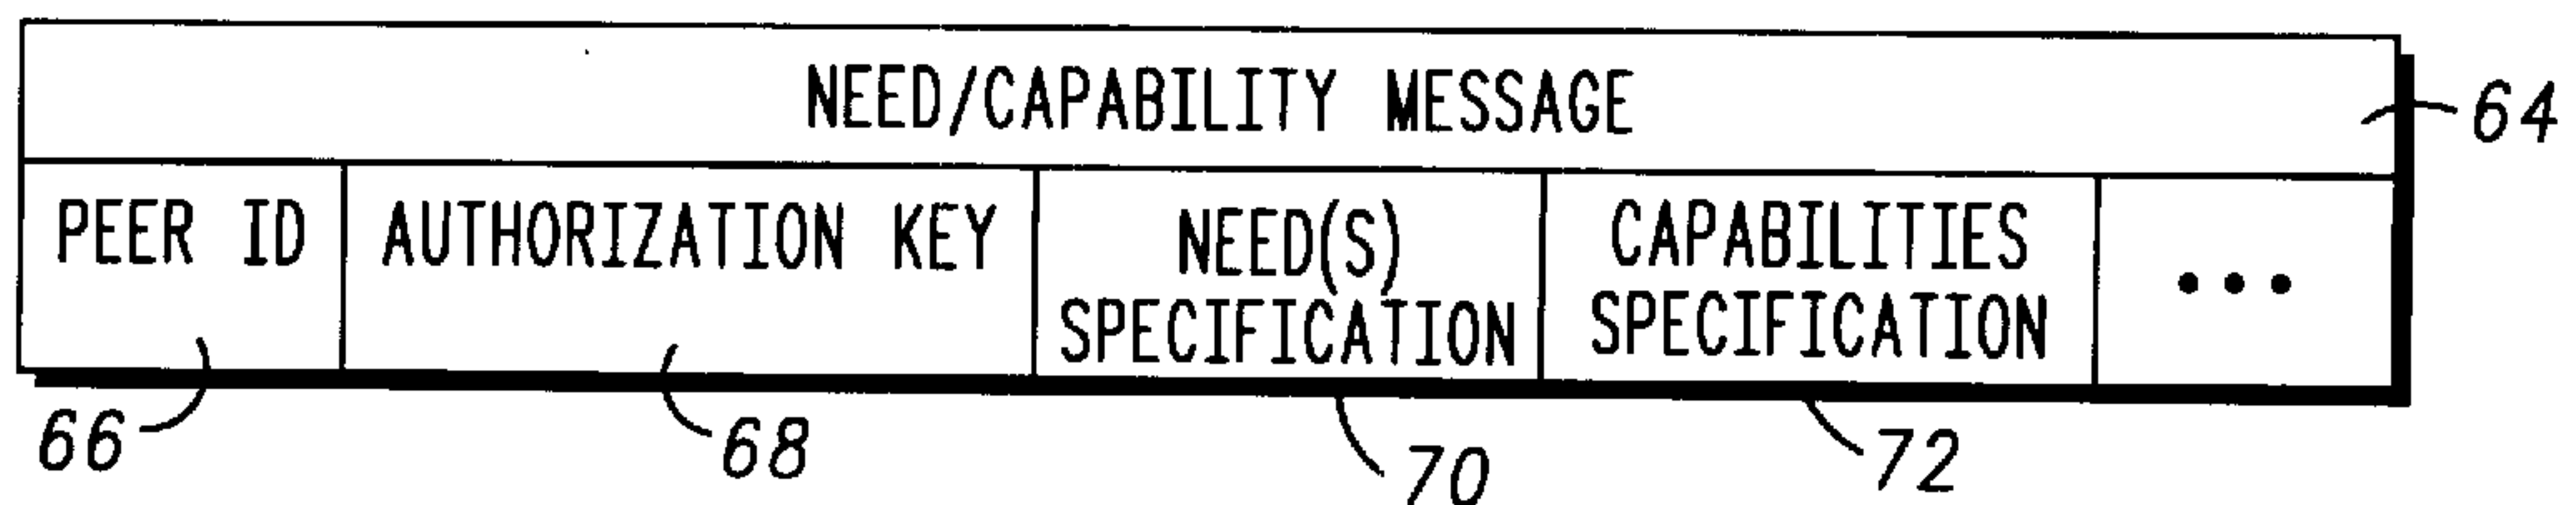 NEED/CAPABILITY MESSAGE
64
PEER ID
AUTHORIZATION KEY
NEED(S)
SPECIFICATION
CAPABILITIES
SPECIFICATION
• • •
66
68
70
72